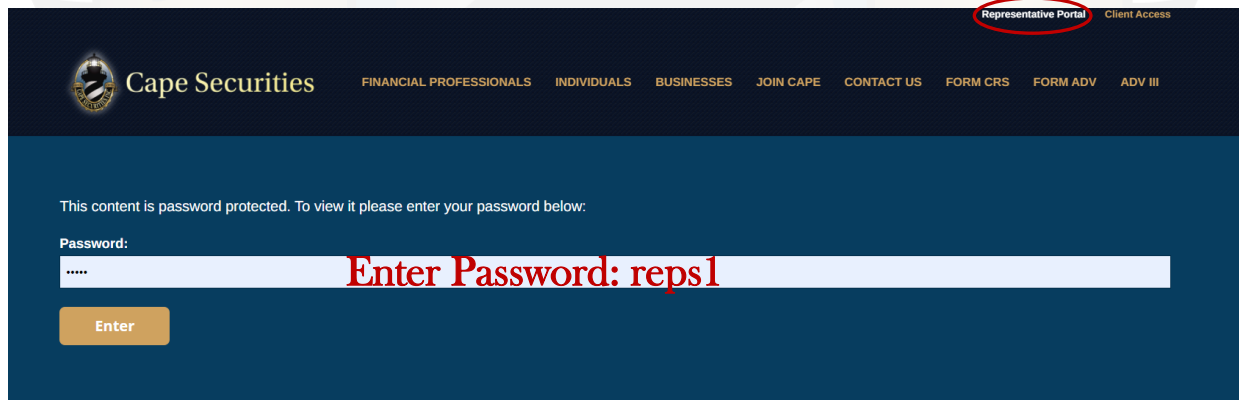 Representative Portal Client Access
Cape Securities FINANCIAL PROFESSIONALS INDIVIDUALS BUSINESSES JOIN CAPE CONTACT US FORM CRS FORM ADV ADV III
This content is password protected. To view it please enter your password below:
Password:
••••• Enter Password: reps1
Enter